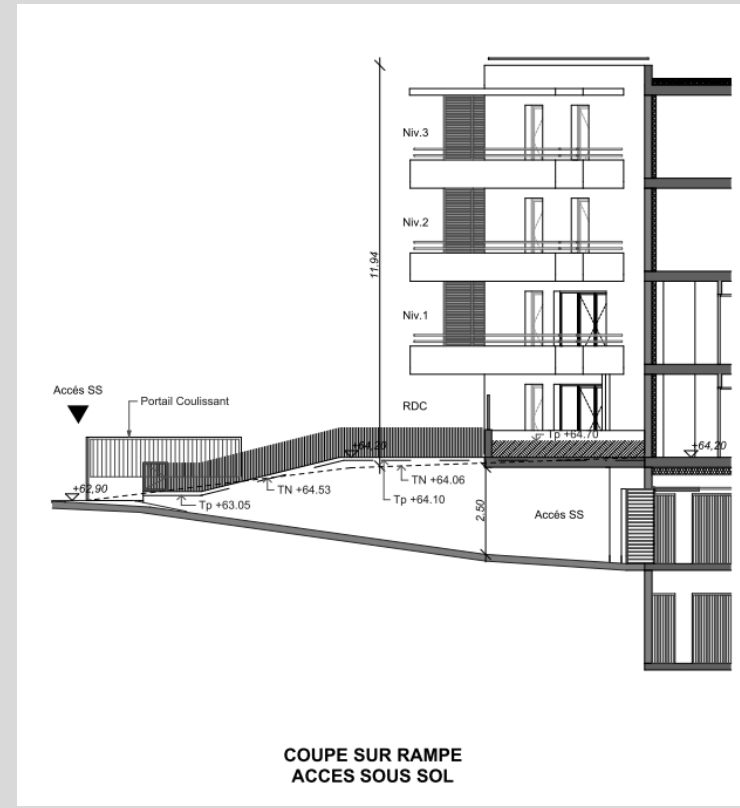 Niv.3
Niv.2
11.94
Niv.1
Accés SS
Portail Coulissant
RDC
Tp +64.70
+64,20
+64,20
+62,90
TN +64.53
TN +64.06
Tp +63.05
Tp +64.10
2.50
Accés SS
COUPE SUR RAMPE
ACCES SOUS SOL